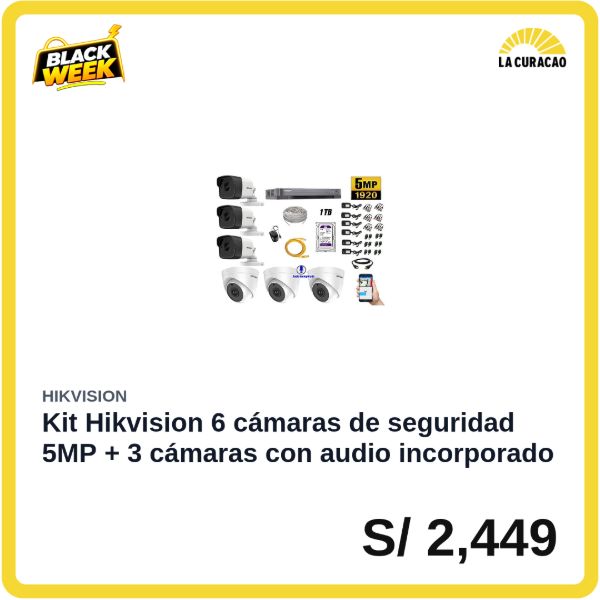 BLACK
WEEK
LA CURACAO
5MP
1920
1TB
HIKVISION
Kit Hikvision 6 cámaras de seguridad
5MP + 3 cámaras con audio incorporado
S/ 2,449